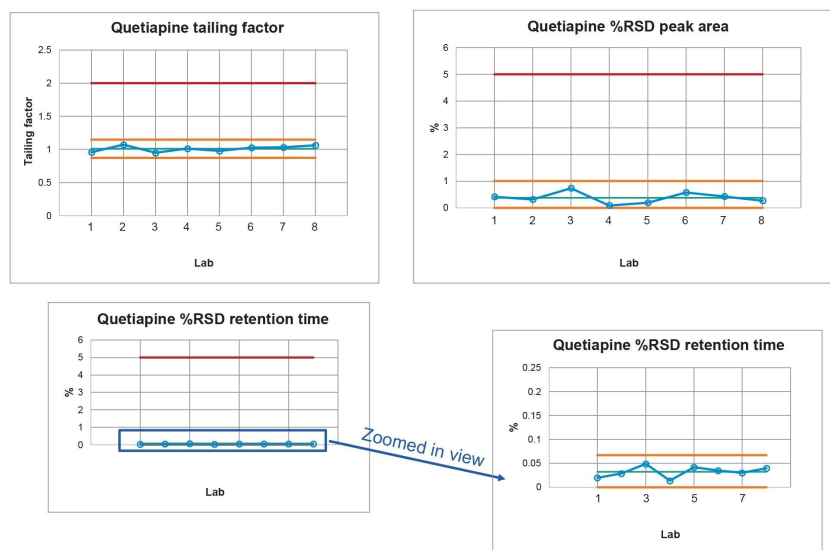 Quetiapine tailing factor
2.5
2
1.5
1
0.5
0
Tailing factor
1 2 3 4 5 6 7 8
Lab
Quetiapine %RSD peak area
6
5
4
3
2
1
0
%
1 2 3 4 5 6 7 8
Lab
Quetiapine %RSD retention time
6
5
4
3
2
1
0
%
Lab
Zoomed in view
Quetiapine %RSD retention time
0.25
0.2
0.15
0.1
0.05
0
%
1 3 5 7
Lab